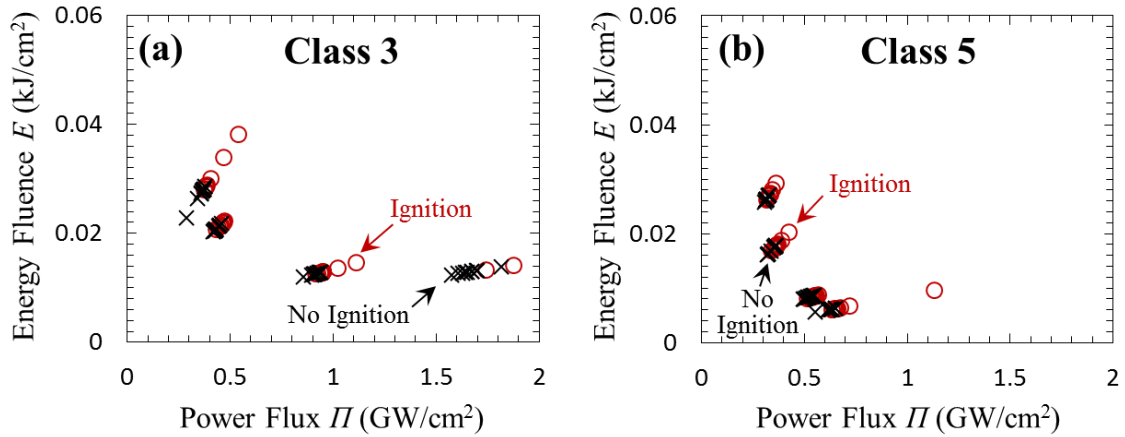 (a)
Class 3
Energy Fluence E (kJ/cm²)
0.06
0.04
0.02
0
Ignition
No Ignition
0
0.5
1
1.5
2
Power Flux Π (GW/cm²)
(b)
Class 5
Energy Fluence E (kJ/cm²)
0.06
0.04
0.02
0
Ignition
No
Ignition
0
0.5
1
1.5
2
Power Flux Π (GW/cm²)